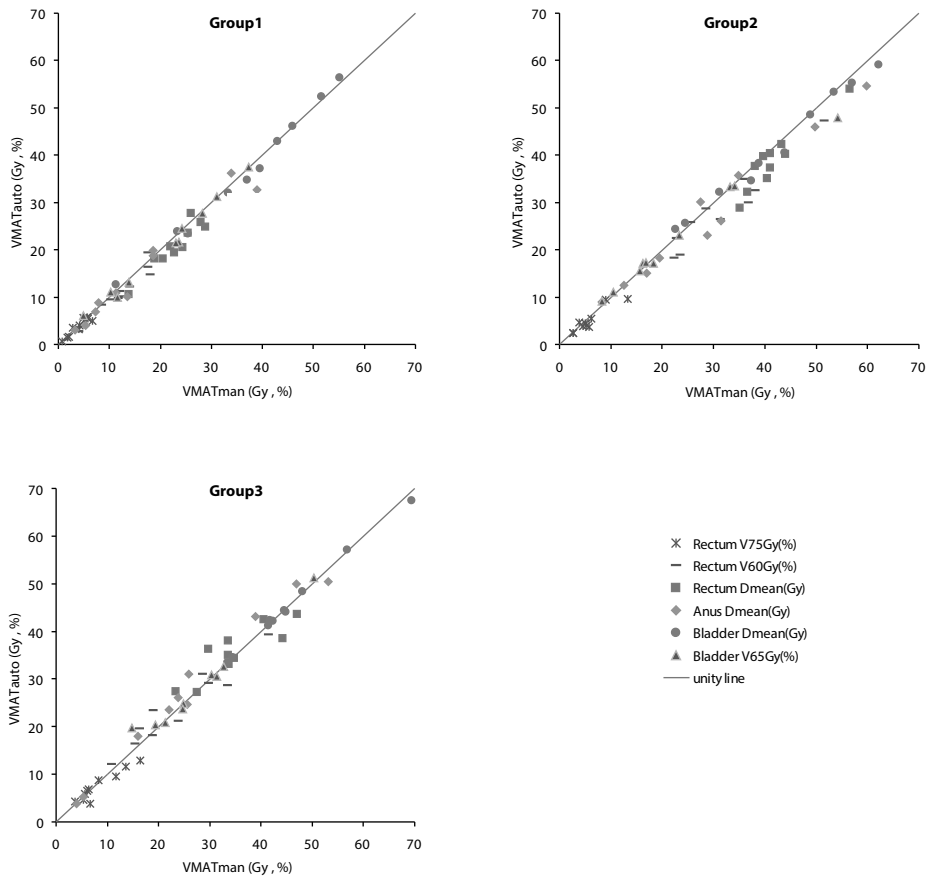 Group1
70
60
50
40
30
20
10
0
VMATauto (Gy , %)
0 10 20 30 40 50 60 70
VMATman (Gy , %)
Group2
70
60
50
40
30
20
10
0
VMATauto (Gy , %)
0 10 20 30 40 50 60 70
VMATman (Gy , %)
Group3
70
60
50
40
30
20
10
0
VMATauto (Gy , %)
0 10 20 30 40 50 60 70
VMATman (Gy , %)
Rectum V75Gy(%)
Rectum V60Gy(%)
Rectum Dmean(Gy)
Anus Dmean(Gy)
Bladder Dmean(Gy)
Bladder V65Gy(%)
unity line